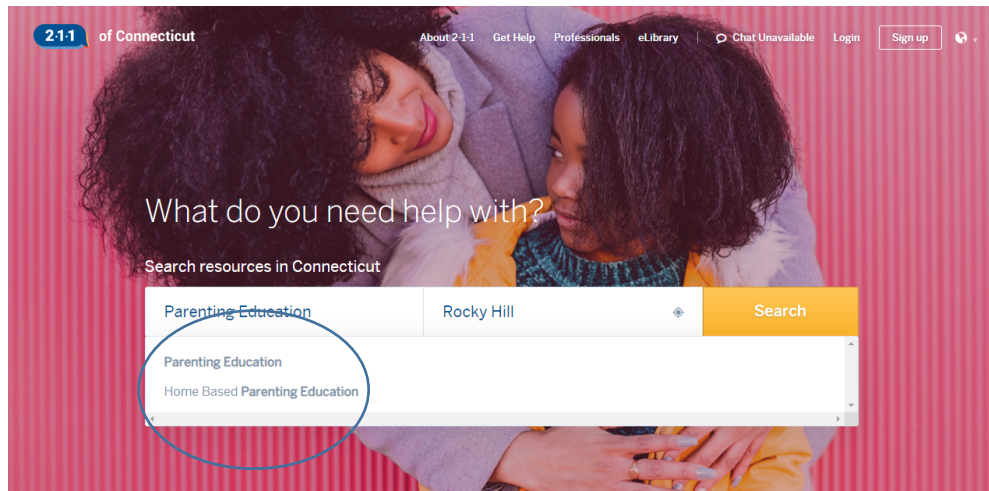 2-1-1 of Connecticut About 2-1-1 Get Help Professionals eLibrary Chat Unavailable Login Sign up
What do you need help with?
Search resources in Connecticut
Parenting Education Rocky Hill Search
Parenting Education
Home Based Parenting Education